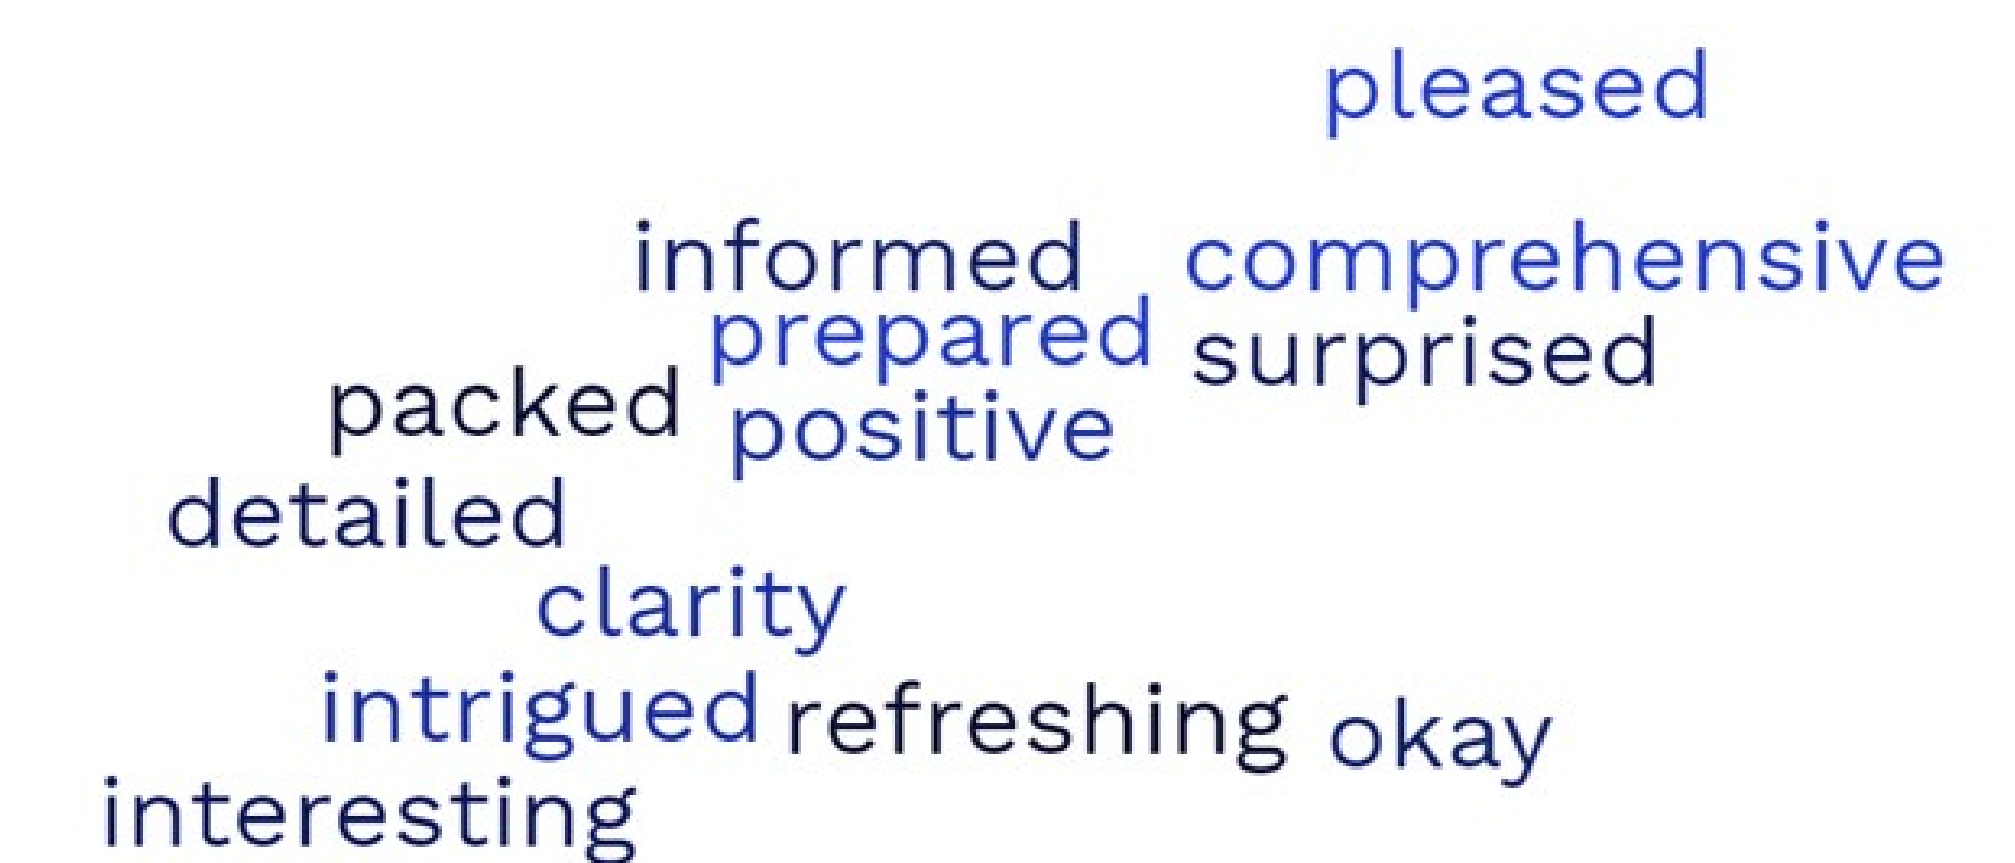 pleased
informed comprehensive
prepared surprised
packed positive
detailed
clarity
intrigued refreshing okay
interesting